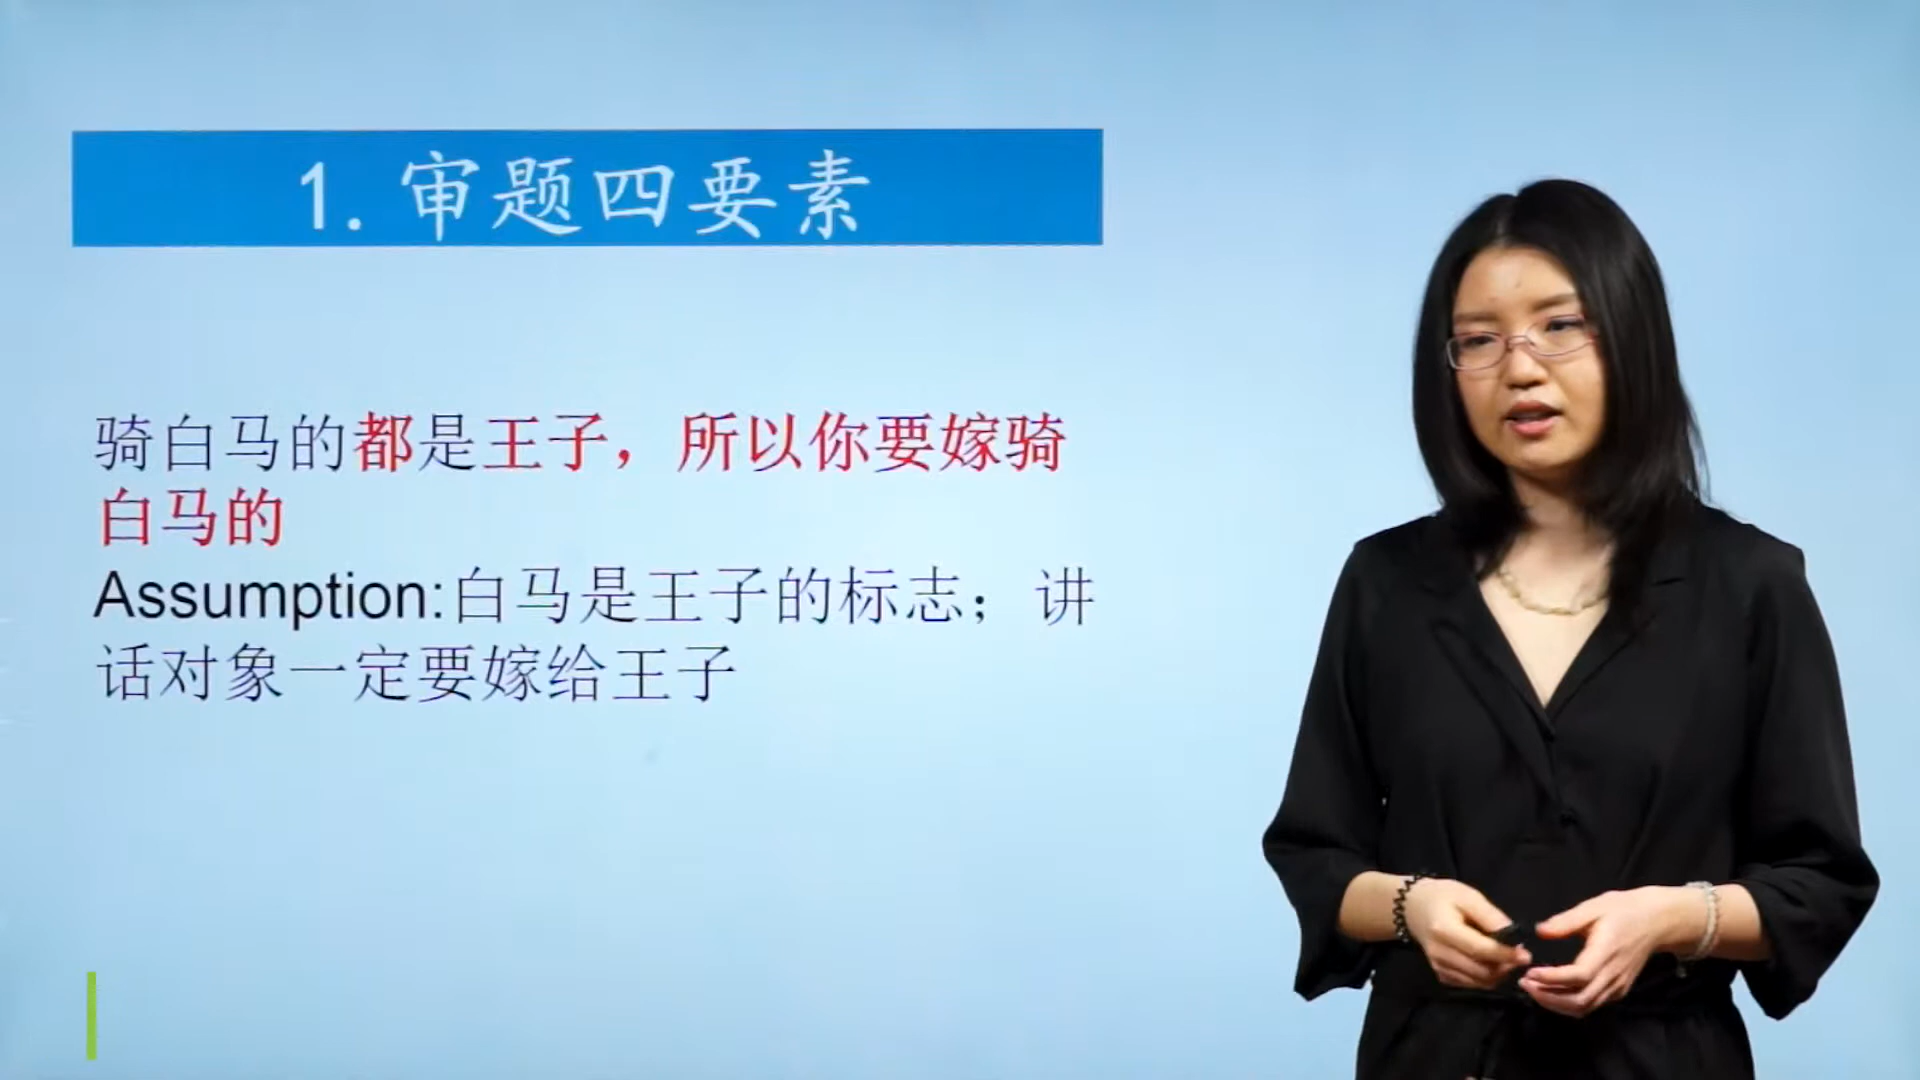 1.审题四要素
骑白马的都是王子，所以你要嫁骑
白马的
Assumption:白马是王子的标志；讲
话对象一定要嫁给王子